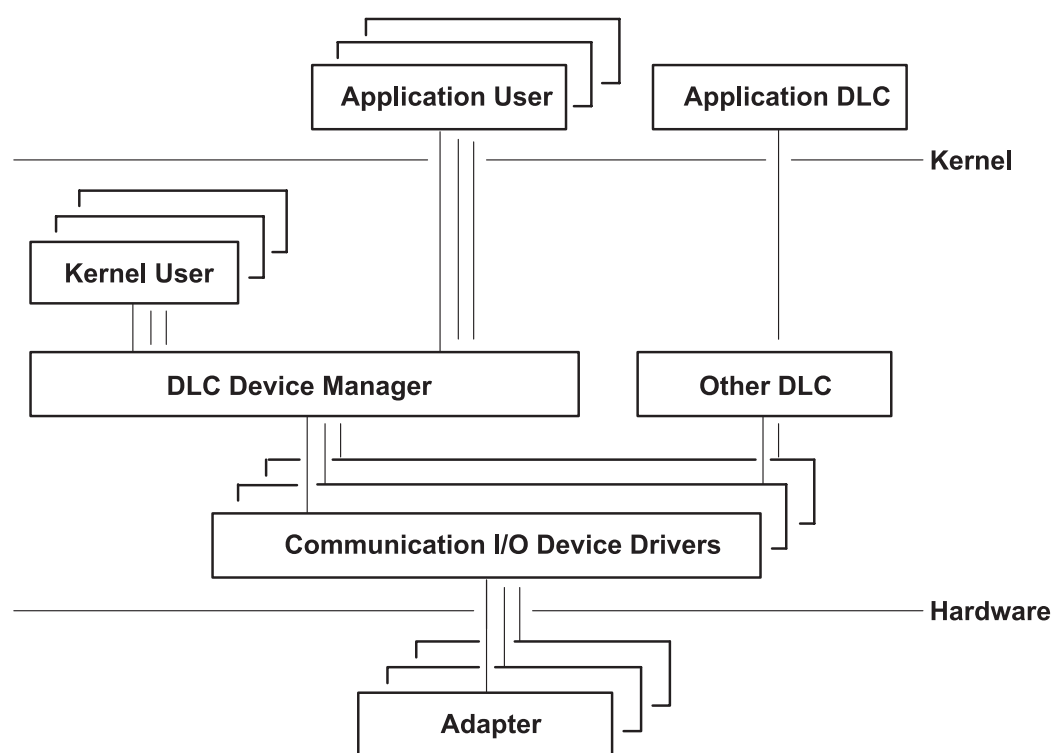 Application User
Application DLC
Kernel
Kernel User
DLC Device Manager
Other DLC
Communication I/O Device Drivers
Hardware
Adapter